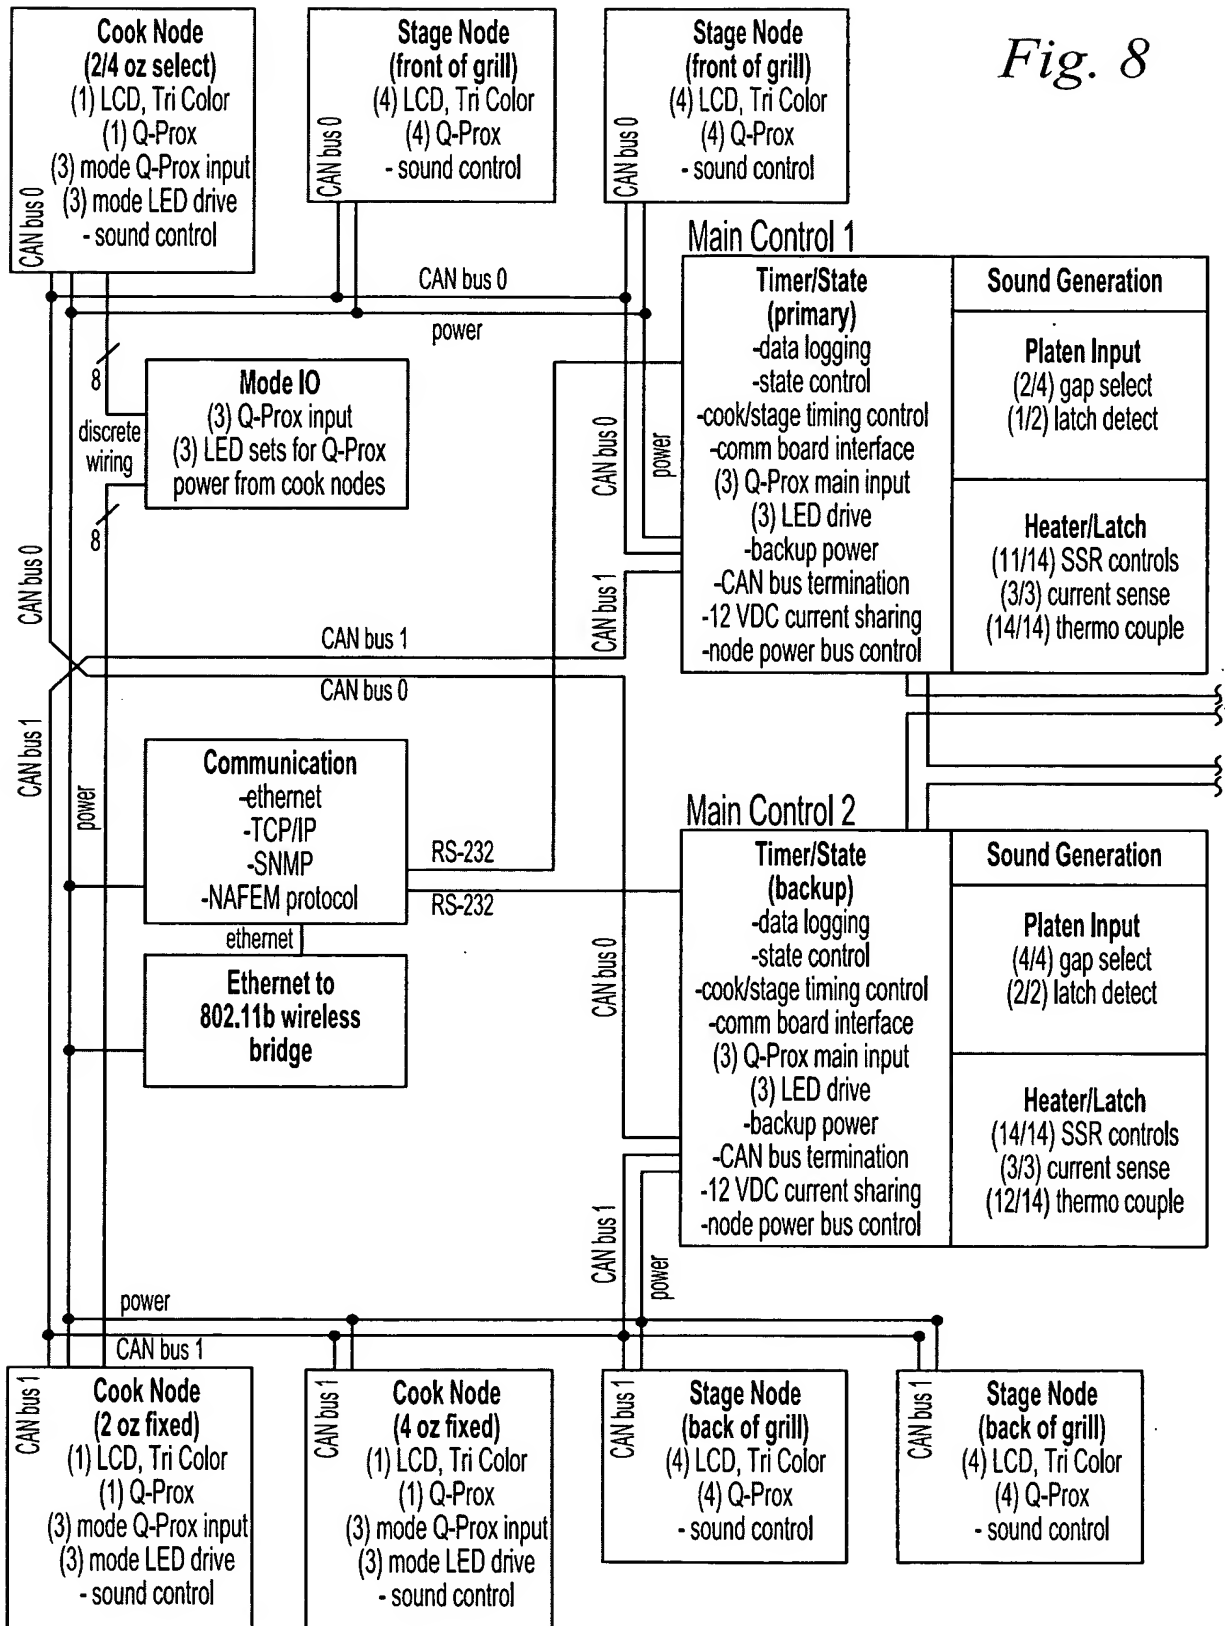 Fig. 8
Cook Node
(2/4 oz select)
(1) LCD, Tri Color
(1) Q-Prox
(3) mode Q-Prox input
(3) mode LED drive
- sound control
CAN bus 0
Stage Node
(front of grill)
(4) LCD, Tri Color
(4) Q-Prox
- sound control
CAN bus 0
Stage Node
(front of grill)
(4) LCD, Tri Color
(4) Q-Prox
- sound control
CAN bus 0
CAN bus 0
power
8
discrete
wiring
8
Mode IO
(3) Q-Prox input
(3) LED sets for Q-Prox
power from cook nodes
Main Control 1
Timer/State
(primary)
-data logging
-state control
-cook/stage timing control
-comm board interface
(3) Q-Prox main input
(3) LED drive
-backup power
-CAN bus termination
-12 VDC current sharing
-node power bus control
Sound Generation
Platen Input
(2/4) gap select
(1/2) latch detect
Heater/Latch
(11/14) SSR controls
(3/3) current sense
(14/14) thermo couple
CAN bus 0
power
CAN bus 1
CAN bus 0
CAN bus 1
CAN bus 0
CAN bus 1
power
Communication
-ethernet
-TCP/IP
-SNMP
-NAFEM protocol
RS-232
RS-232
ethernet
Ethernet to
802.11b wireless
bridge
Main Control 2
Timer/State
(backup)
-data logging
-state control
-cook/stage timing control
-comm board interface
(3) Q-Prox main input
(3) LED drive
-backup power
-CAN bus termination
-12 VDC current sharing
-node power bus control
Sound Generation
Platen Input
(4/4) gap select
(2/2) latch detect
Heater/Latch
(14/14) SSR controls
(3/3) current sense
(12/14) thermo couple
CAN bus 0
CAN bus 1
power
power
CAN bus 1
CAN bus 1
Cook Node
(2 oz fixed)
(1) LCD, Tri Color
(1) Q-Prox
(3) mode Q-Prox input
(3) mode LED drive
- sound control
CAN bus 1
Cook Node
(4 oz fixed)
(1) LCD, Tri Color
(1) Q-Prox
(3) mode Q-Prox input
(3) mode LED drive
- sound control
CAN bus 1
Stage Node
(back of grill)
(4) LCD, Tri Color
(4) Q-Prox
- sound control
CAN bus 1
Stage Node
(back of grill)
(4) LCD, Tri Color
(4) Q-Prox
- sound control